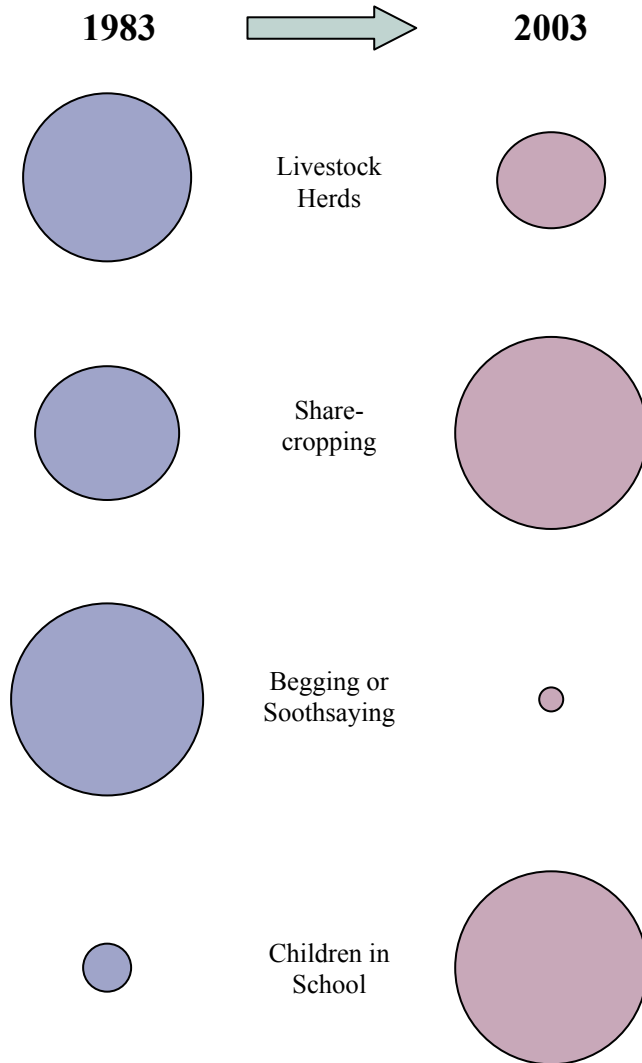 1983
2003
Livestock
Herds
Share-
cropping
Begging or
Soothsaying
Children in
School